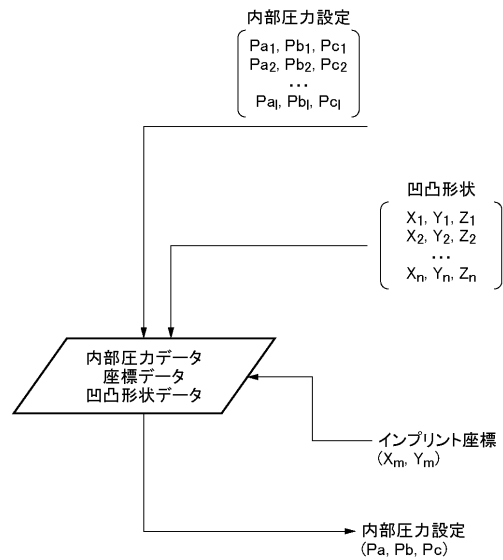 内部圧力設定
Pa1, Pb1, Pc1
Pa2, Pb2, Pc2
...
Pal, Pbl, Pcl
凹凸形状
X1, Y1, Z1
X2, Y2, Z2
...
Xn, Yn, Zn
内部圧力データ
座標データ
凹凸形状データ
インプリント座標
(Xm, Ym)
内部圧力設定
(Pa, Pb, Pc)